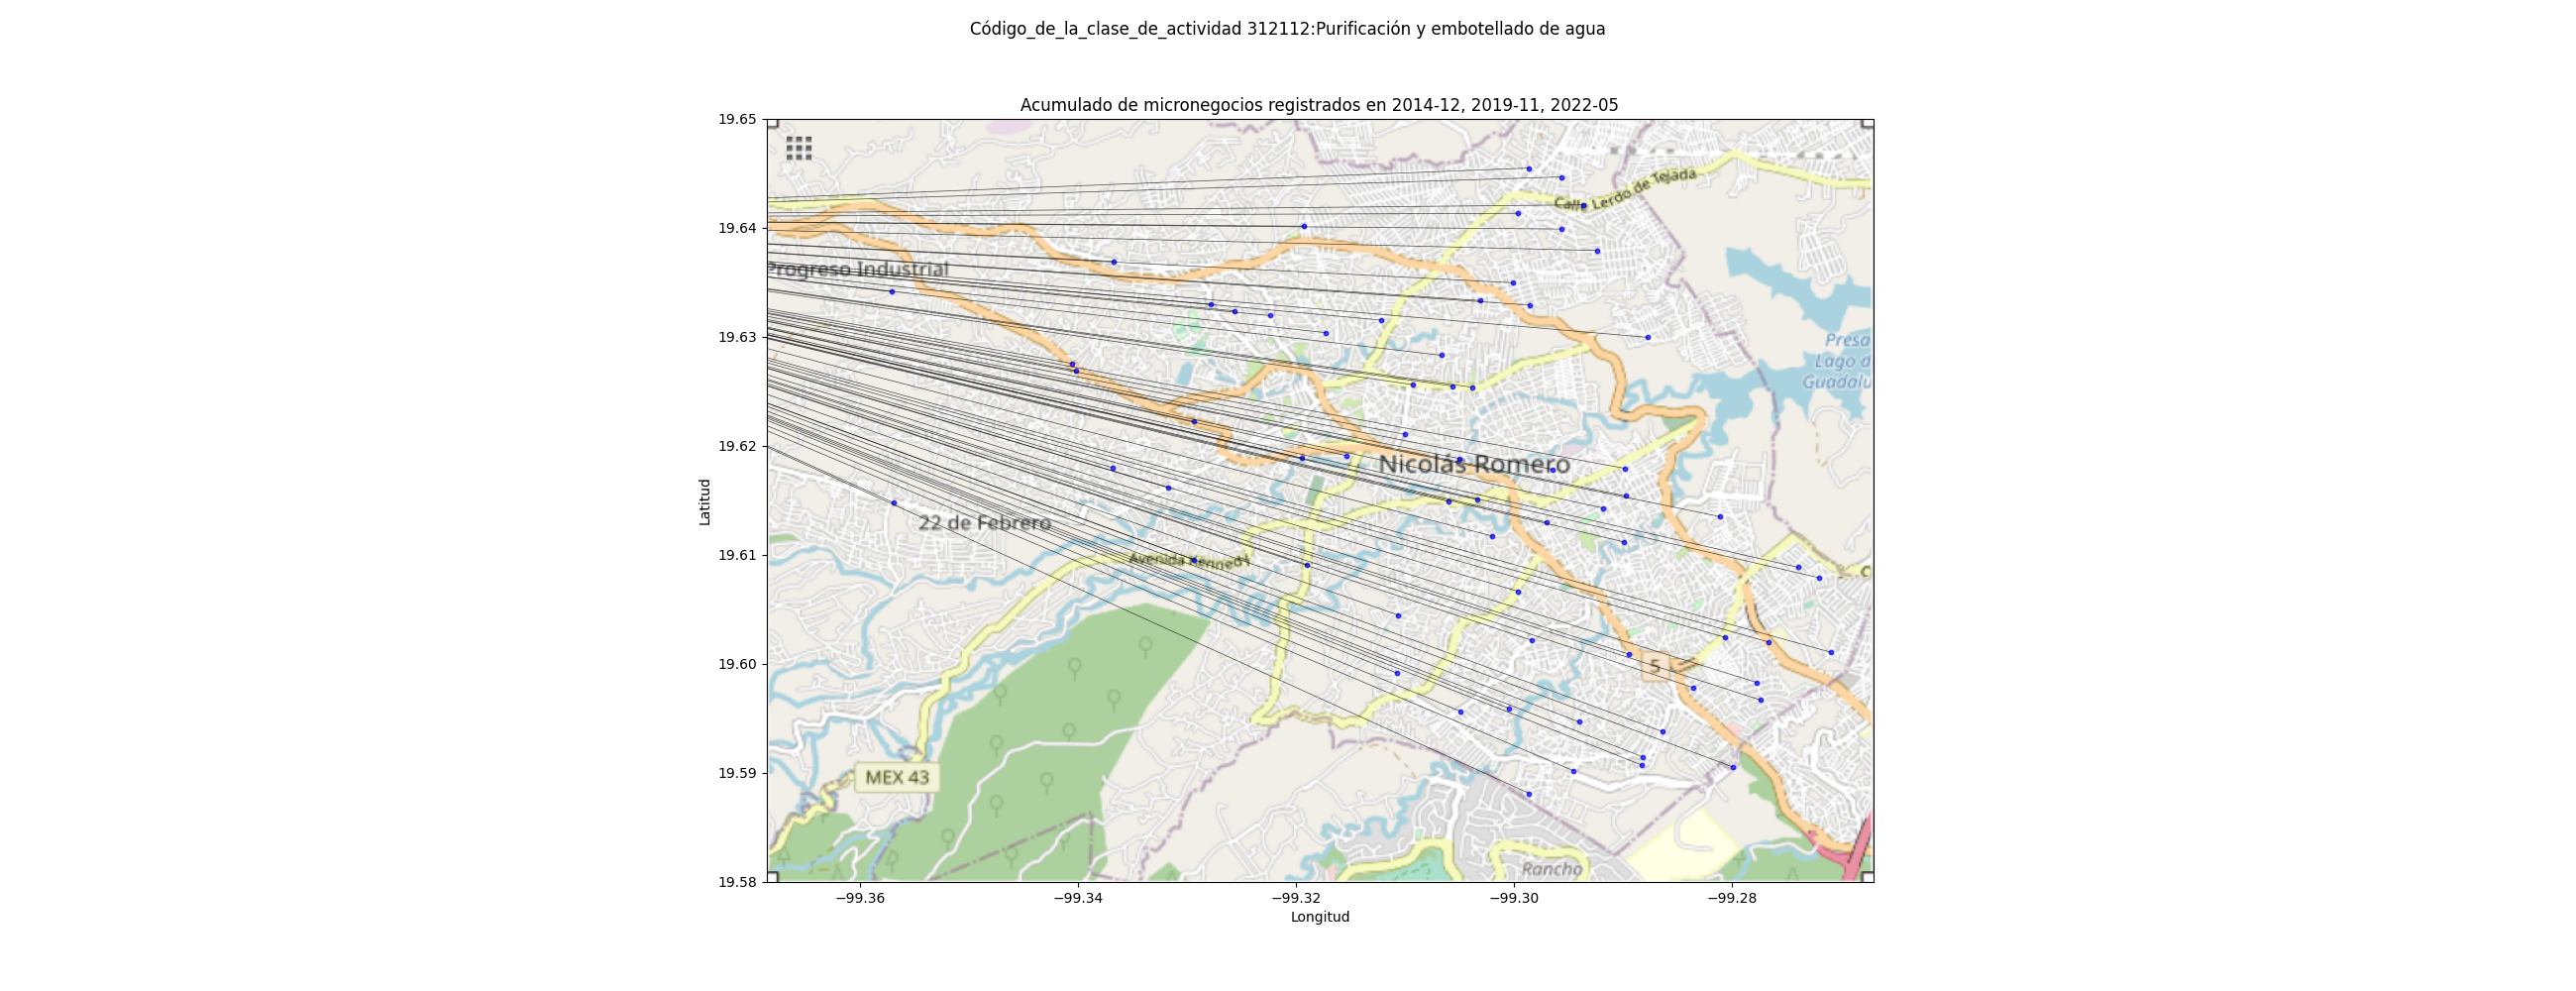 Código_de_la_clase_de_actividad 312112:Purificación y embotellado de agua
Acumulado de micronegocios registrados en 2014-12, 2019-11, 2022-05
19.65
19.64
19.63
19.62
19.61
19.60
19.59
19.58
Latitud
Calle Lerdo de Tejada
Progreso Industrial
Presa
Lago d
Guadalu
Nicolás Romero
22 de Febrero
Avenida Kennedy
5
MEX 43
Rancho
−99.36
−99.34
−99.32
−99.30
−99.28
Longitud